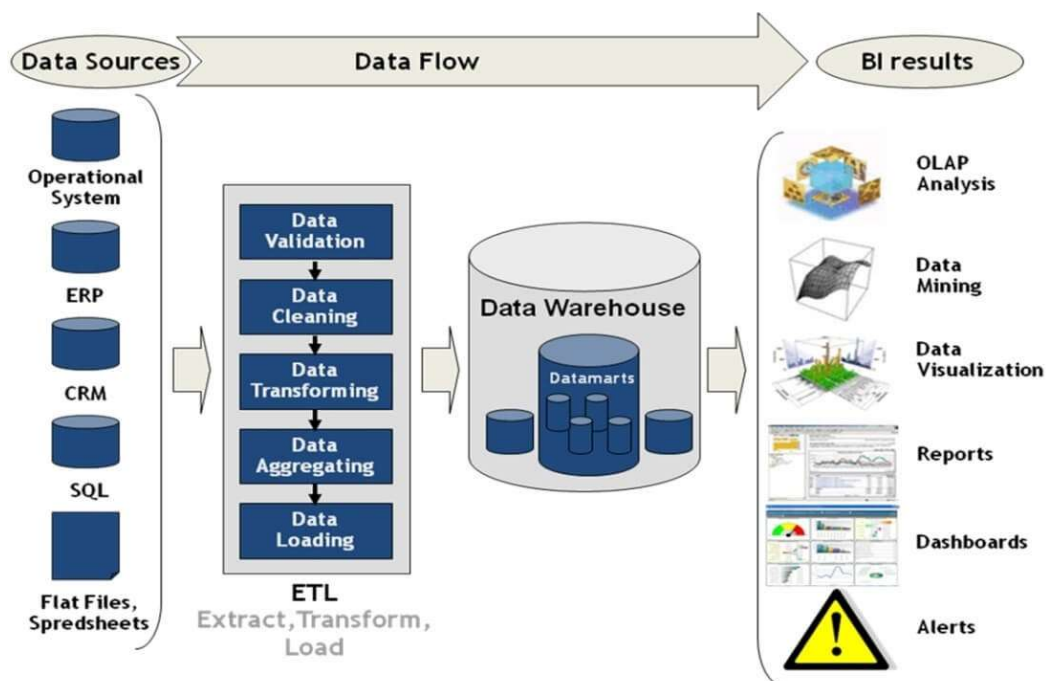 Data Sources
Data Flow
BI results
Operational
System
ERP
CRM
SQL
Flat Files,
Spredsheets
Data
Validation
Data
Cleaning
Data
Transforming
Data
Aggregating
Data
Loading
ETL
Extract, Transform,
Load
Data Warehouse
Datamarts
OLAP
Analysis
Data
Mining
Data
Visualization
Reports
Dashboards
Alerts